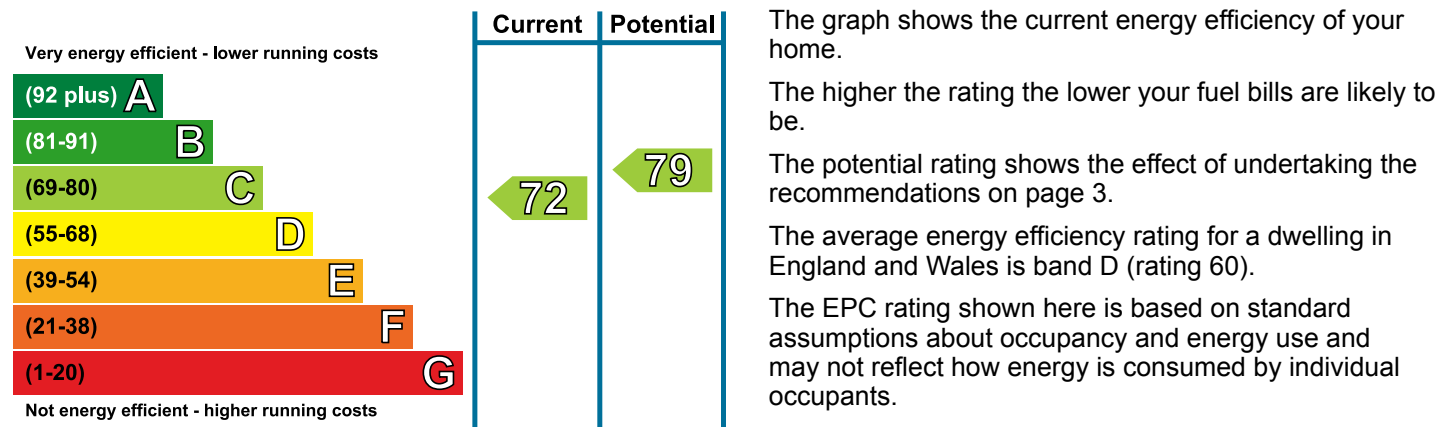 Current Potential
Very energy efficient - lower running costs
(92 plus) A
(81-91) B
(69-80) C
(55-68) D
(39-54) E
(21-38) F
(1-20) G
Not energy efficient - higher running costs
72
79
The graph shows the current energy efficiency of your
home.
The higher the rating the lower your fuel bills are likely to
be.
The potential rating shows the effect of undertaking the
recommendations on page 3.
The average energy efficiency rating for a dwelling in
England and Wales is band D (rating 60).
The EPC rating shown here is based on standard
assumptions about occupancy and energy use and
may not reflect how energy is consumed by individual
occupants.